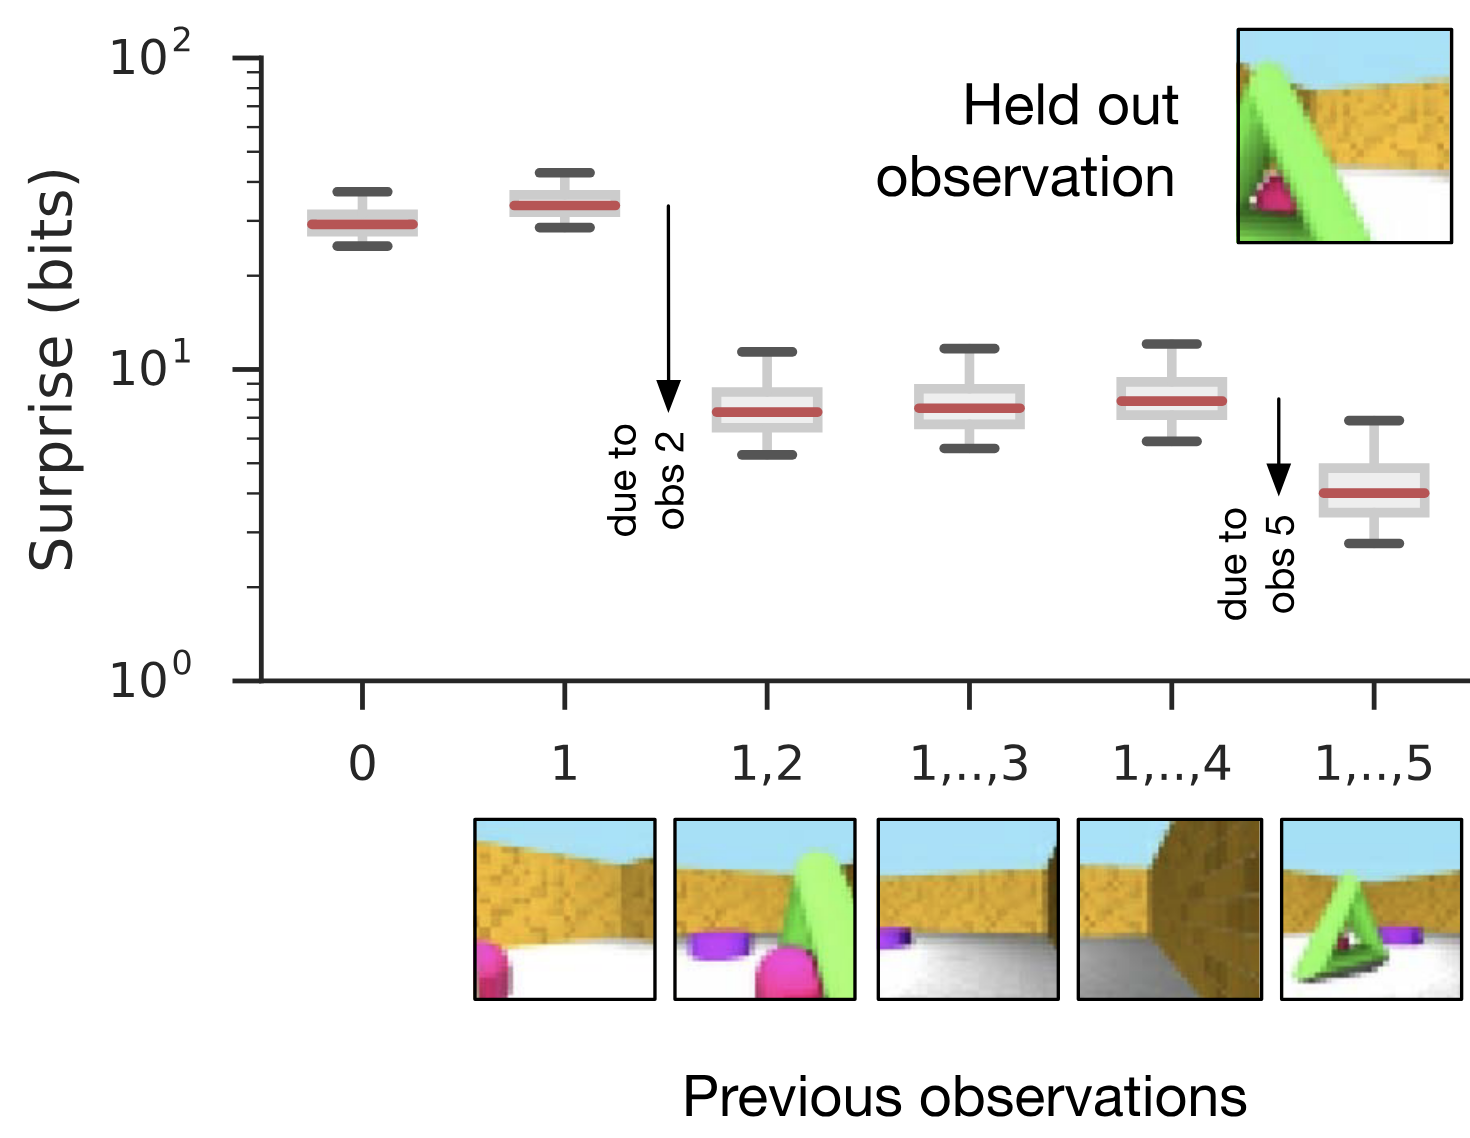 10²
Held out
observation
10¹
Surprise (bits)
due to
obs 2
due to
obs 5
10⁰
0 1 1,2 1,..,3 1,..,4 1,..,5
Previous observations